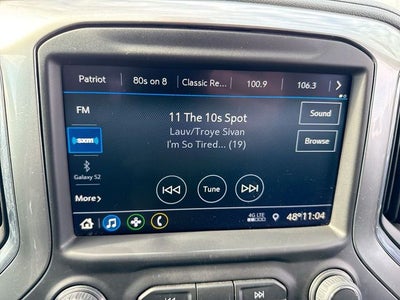 Patriot 80s on 8 Classic Re... 100.9 106.3
FM
11 The 10s Spot
Sound
Lauv/Troye Sivan
sxm
I'm So Tired... (19)
Browse
Galaxy S2
Tune
More
4G LTE
48° 11:04